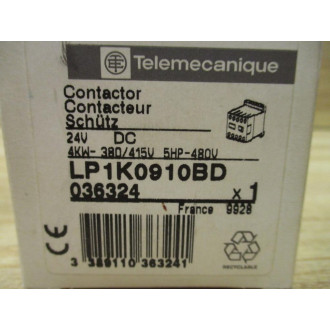 Telemecanique
Contactor
Contacteur
Schütz
24V DC
4KW- 380/415V 5HP-480V
LP1K0910BD
036324 x 1
France 9928
CE
3 389110 363241
RECYCLABLE